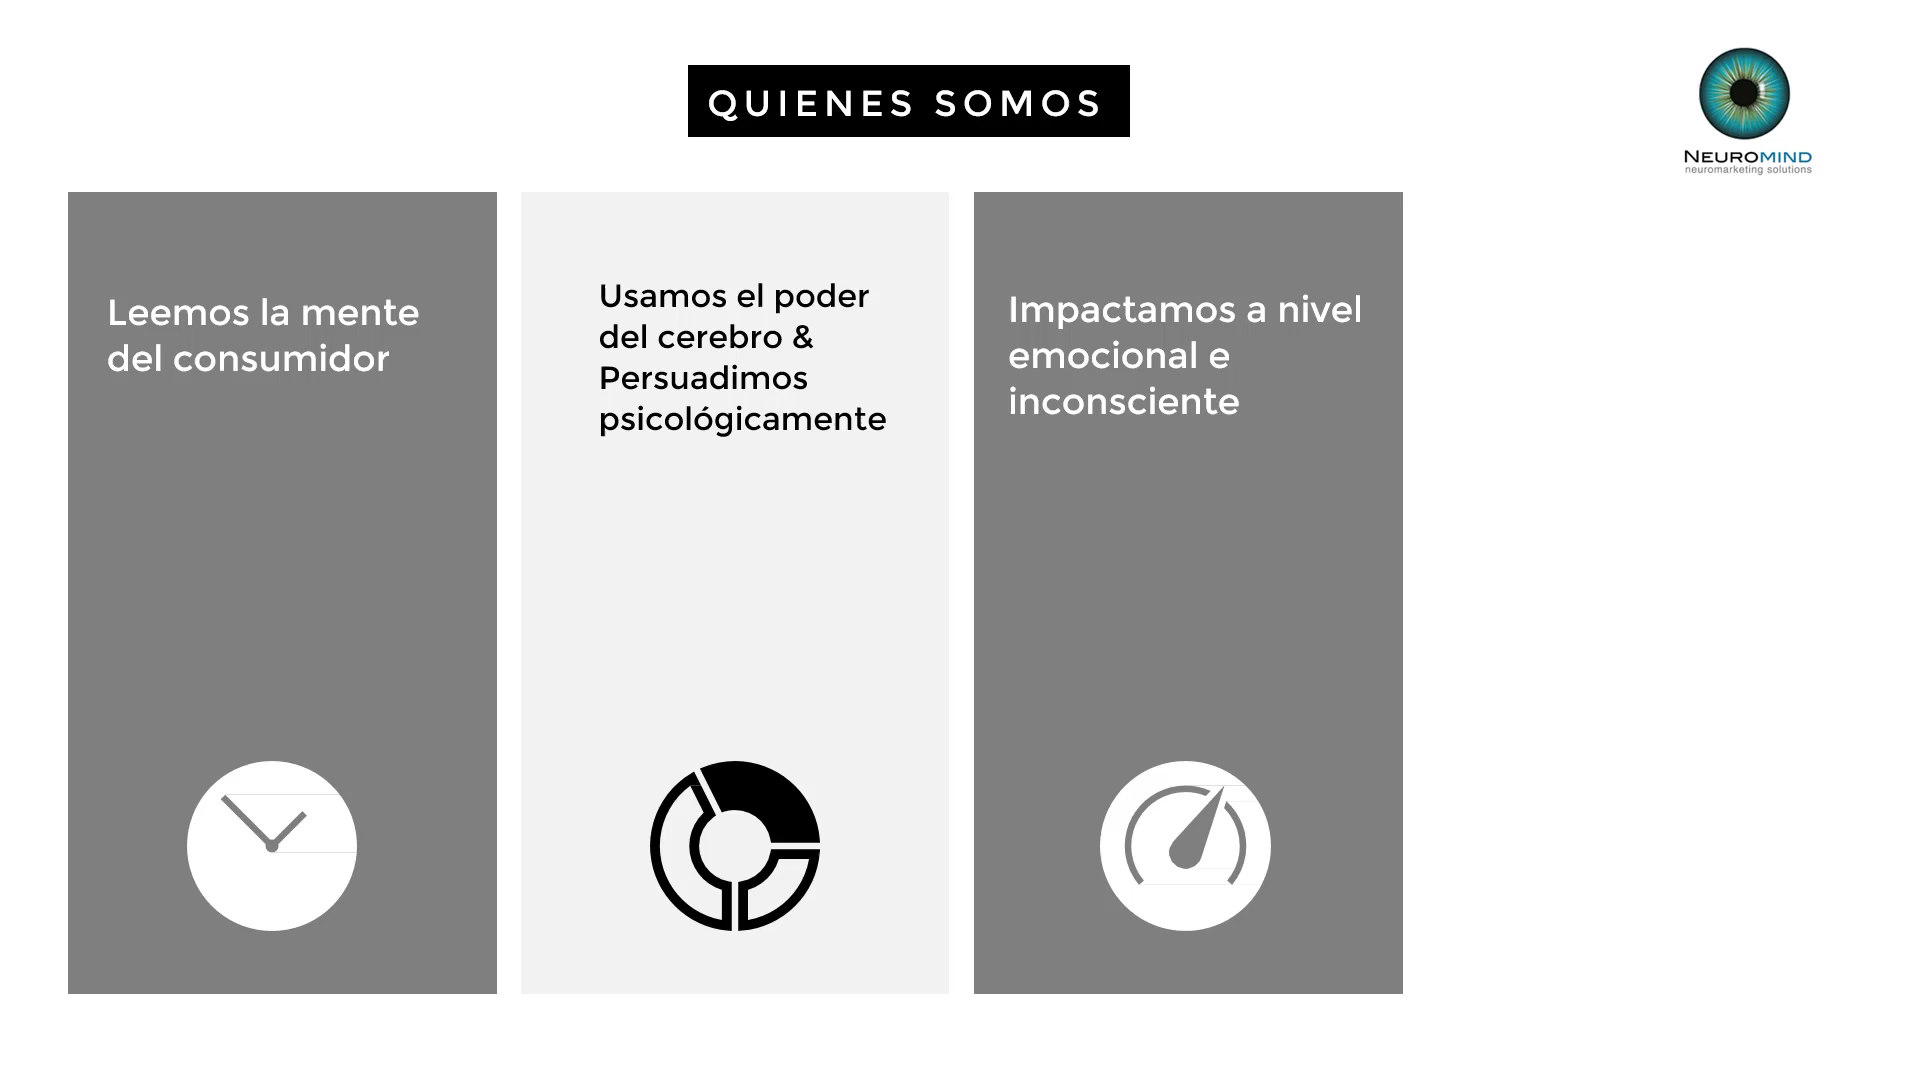 QUIENES SOMOS
NEUROMIND
neuromarketing solutions
Leemos la mente
del consumidor
Usamos el poder
del cerebro &
Persuadimos
psicológicamente
Impactamos a nivel
emocional e
inconsciente